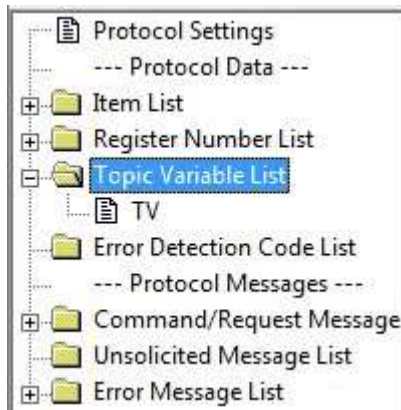 Protocol Settings
--- Protocol Data ---
Item List
Register Number List
Topic Variable List
TV
Error Detection Code List
--- Protocol Messages ---
Command/Request Message
Unsolicited Message List
Error Message List